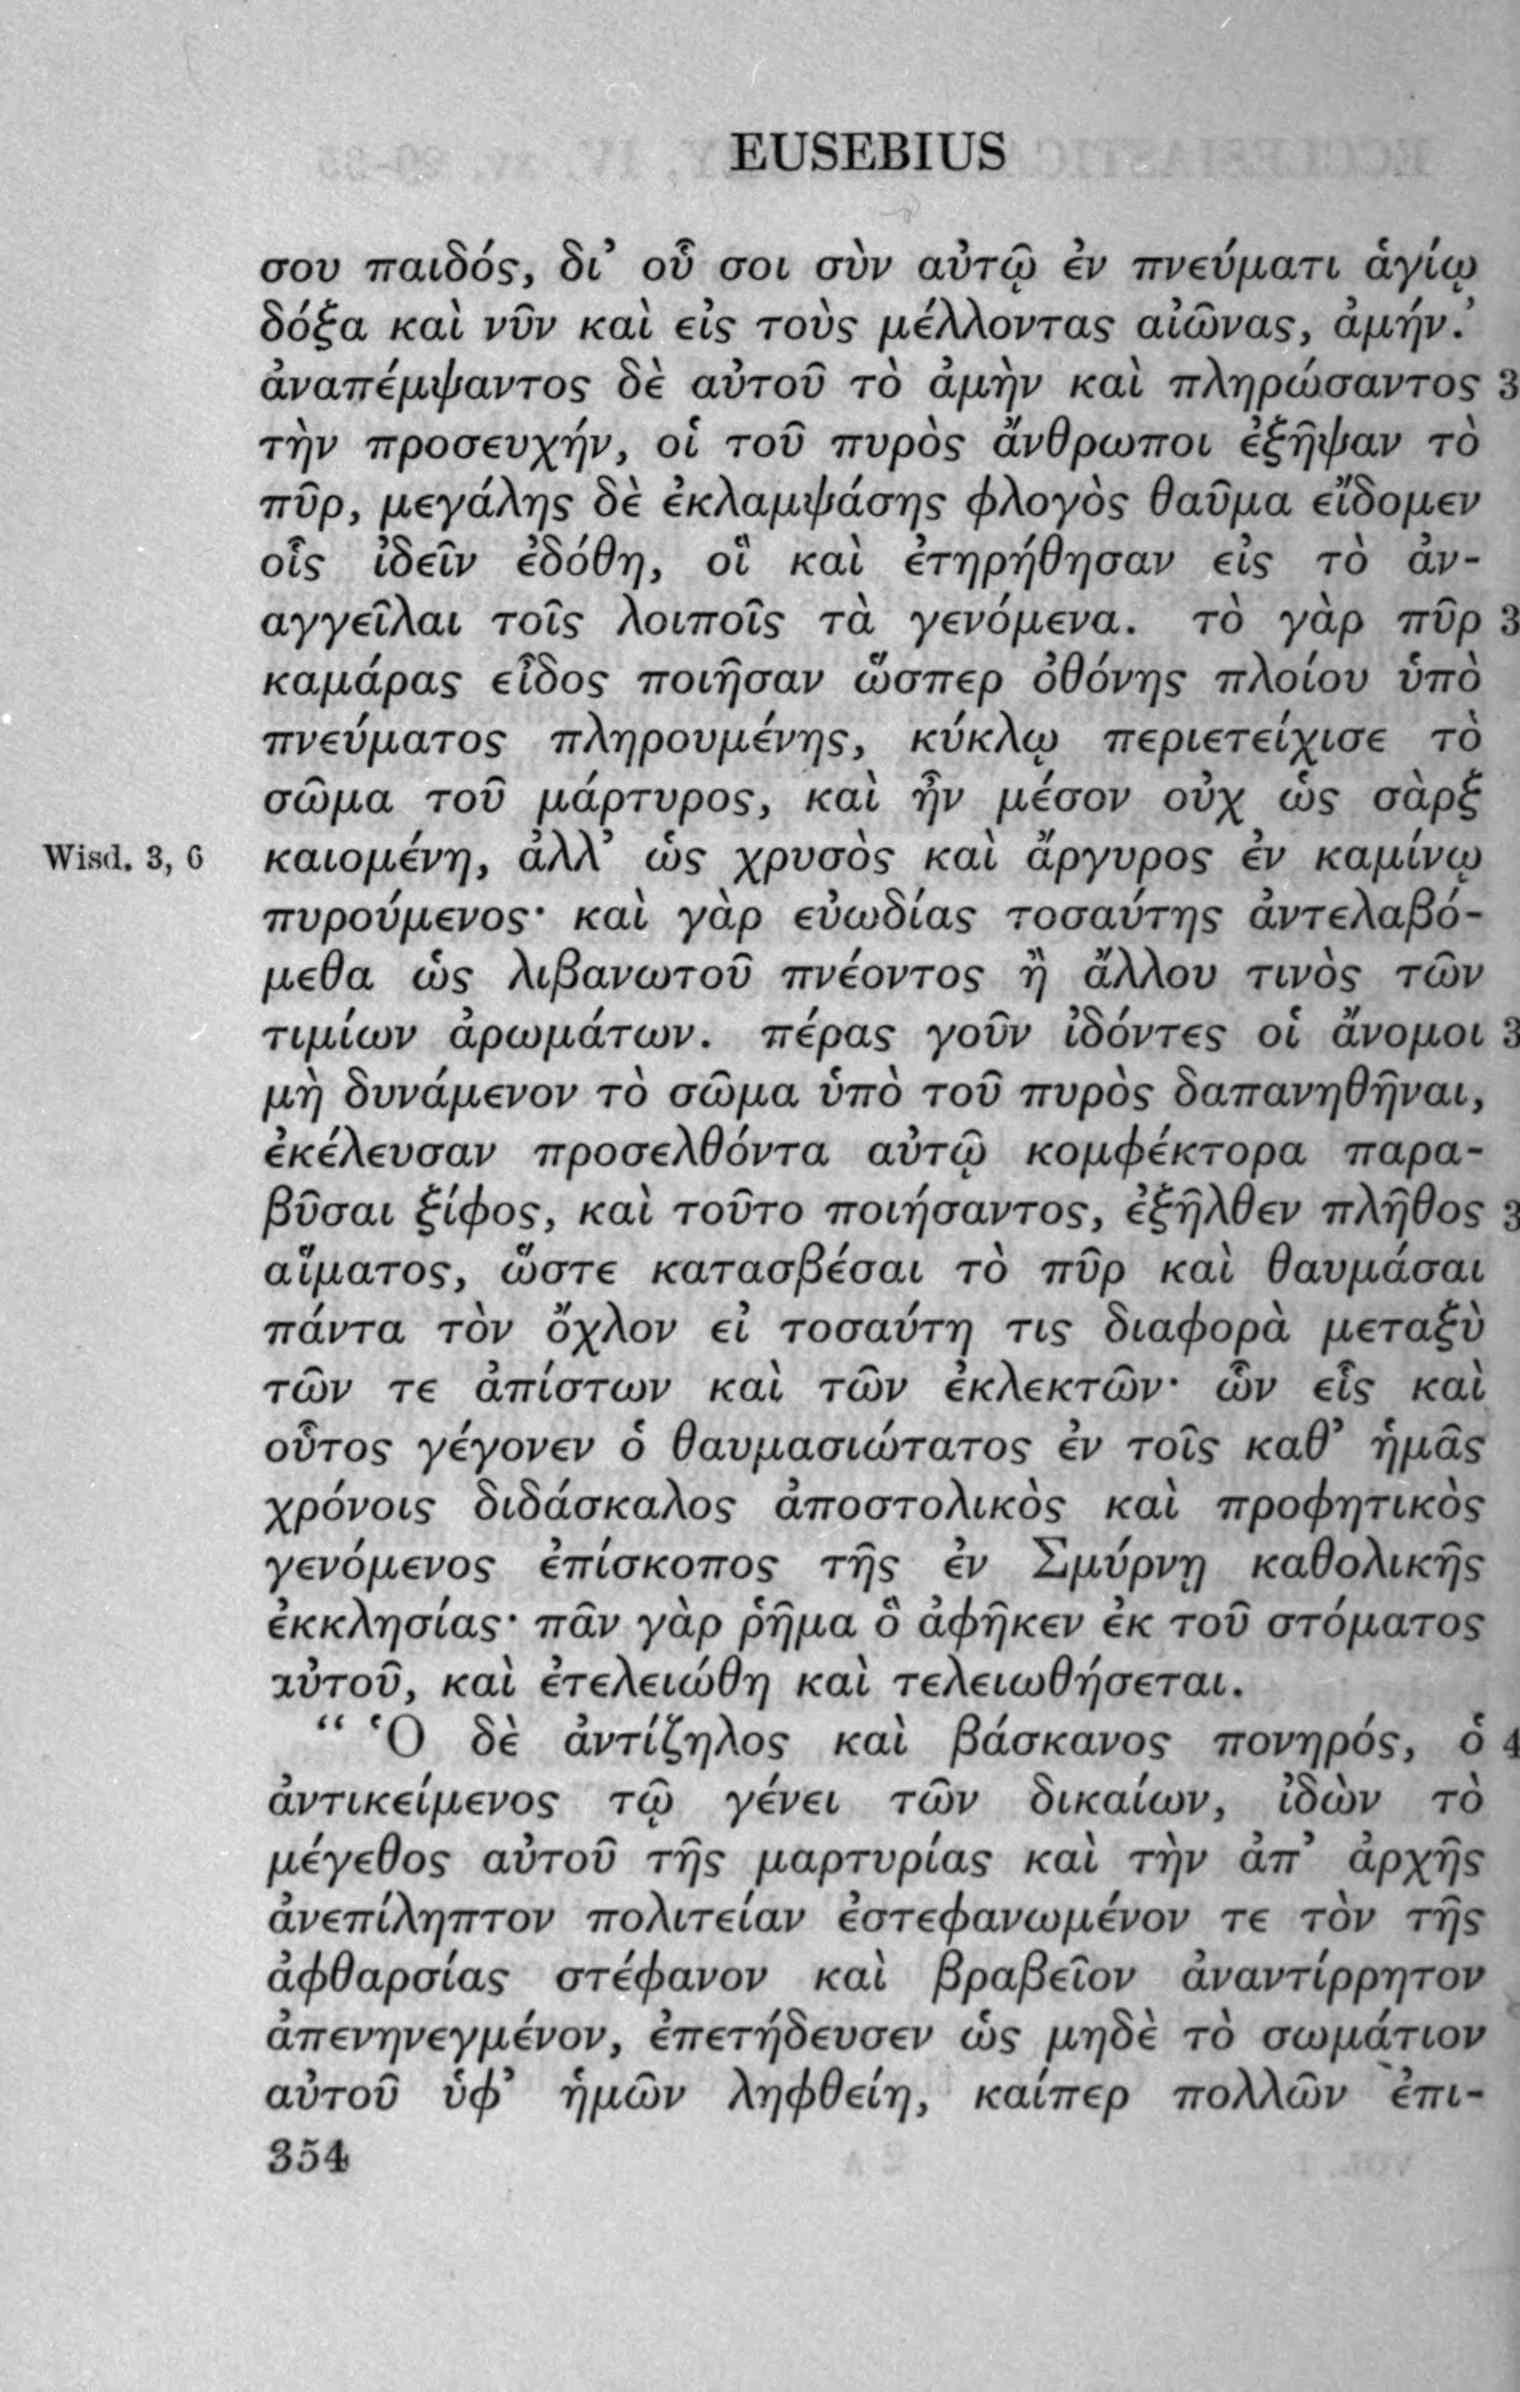 EUSEBIUS
σου παιδός, δι’ οὗ σοι σὺν αὐτῷ ἐν πνεύματι ἁγίῳ
δόξα καὶ νῦν καὶ εἰς τοὺς μέλλοντας αἰῶνας, ἀμήν.’
ἀναπέμψαντος δὲ αὐτοῦ τὸ ἀμὴν καὶ πληρώσαντος 3
τὴν προσευχήν, οἱ τοῦ πυρὸς ἄνθρωποι ἐξῆψαν τὸ
πῦρ, μεγάλης δὲ ἐκλαμψάσης φλογὸς θαῦμα εἴδομεν
οἷς ἰδεῖν ἐδόθη, οἳ καὶ ἐτηρήθησαν εἰς τὸ ἀν-
αγγεῖλαι τοῖς λοιποῖς τὰ γενόμενα. τὸ γὰρ πῦρ 3
καμάρας εἶδος ποιῆσαν ὥσπερ ὀθόνης πλοίου ὑπὸ
πνεύματος πληρουμένης, κύκλῳ περιετείχισε τὸ
σῶμα τοῦ μάρτυρος, καὶ ἦν μέσον οὐχ ὡς σὰρξ
Wisd. 3, 6 καιομένη, ἀλλ’ ὡς χρυσὸς καὶ ἄργυρος ἐν καμίνῳ
πυρούμενος· καὶ γὰρ εὐωδίας τοσαύτης ἀντελαβό-
μεθα ὡς λιβανωτοῦ πνέοντος ἢ ἄλλου τινὸς τῶν
τιμίων ἀρωμάτων. πέρας γοῦν ἰδόντες οἱ ἄνομοι 3
μὴ δυνάμενον τὸ σῶμα ὑπὸ τοῦ πυρὸς δαπανηθῆναι,
ἐκέλευσαν προσελθόντα αὐτῷ κομφέκτορα παρα-
βῦσαι ξίφος, καὶ τοῦτο ποιήσαντος, ἐξῆλθεν πλῆθος 3
αἵματος, ὥστε κατασβέσαι τὸ πῦρ καὶ θαυμάσαι
πάντα τὸν ὄχλον εἰ τοσαύτη τις διαφορὰ μεταξὺ
τῶν τε ἀπίστων καὶ τῶν ἐκλεκτῶν· ὧν εἷς καὶ
οὗτος γέγονεν ὁ θαυμασιώτατος ἐν τοῖς καθ’ ἡμᾶς
χρόνοις διδάσκαλος ἀποστολικὸς καὶ προφητικὸς
γενόμενος ἐπίσκοπος τῆς ἐν Σμύρνῃ καθολικῆς
ἐκκλησίας· πᾶν γὰρ ῥῆμα ὃ ἀφῆκεν ἐκ τοῦ στόματος
αὐτοῦ, καὶ ἐτελειώθη καὶ τελειωθήσεται.
“ Ὁ δὲ ἀντίζηλος καὶ βάσκανος πονηρός, ὁ 4
ἀντικείμενος τῷ γένει τῶν δικαίων, ἰδὼν τὸ
μέγεθος αὐτοῦ τῆς μαρτυρίας καὶ τὴν ἀπ’ ἀρχῆς
ἀνεπίληπτον πολιτείαν ἐστεφανωμένον τε τὸν τῆς
ἀφθαρσίας στέφανον καὶ βραβεῖον ἀναντίρρητον
ἀπενηνεγμένον, ἐπετήδευσεν ὡς μηδὲ τὸ σωμάτιον
αὐτοῦ ὑφ’ ἡμῶν ληφθείη, καίπερ πολλῶν ἐπι-
354